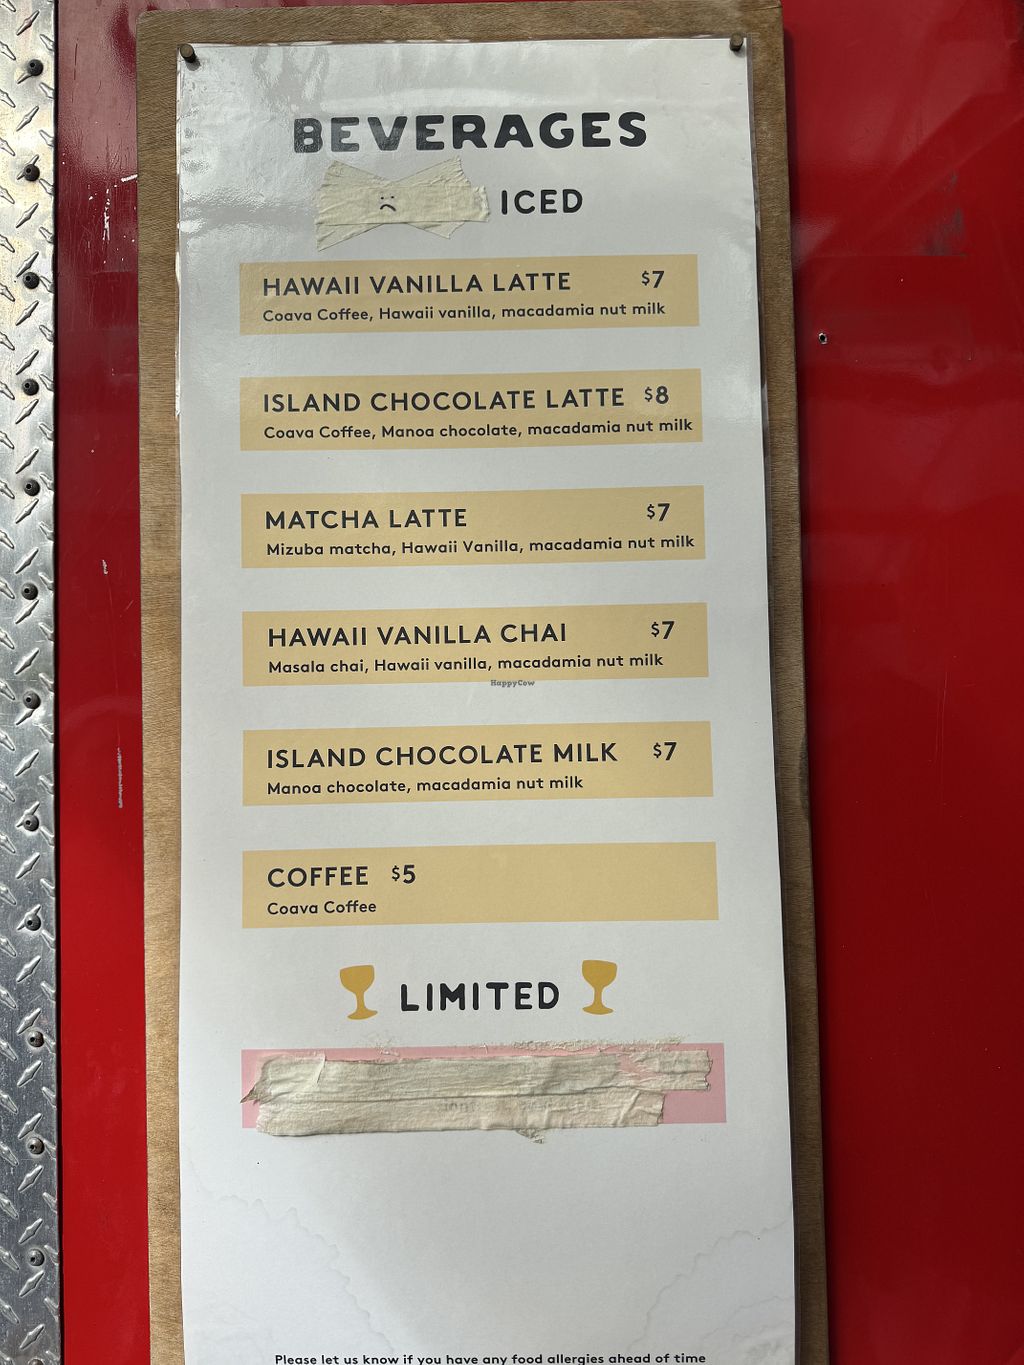 BEVERAGES
ICED
HAWAII VANILLA LATTE $7
Coava Coffee, Hawaii vanilla, macadamia nut milk
ISLAND CHOCOLATE LATTE $8
Coava Coffee, Manoa chocolate, macadamia nut milk
MATCHA LATTE $7
Mizuba matcha, Hawaii Vanilla, macadamia nut milk
HAWAII VANILLA CHAI $7
Masala chai, Hawaii vanilla, macadamia nut milk
HappyCow
ISLAND CHOCOLATE MILK $7
Manoa chocolate, macadamia nut milk
COFFEE $5
Coava Coffee
LIMITED
Please let us know if you have any food allergies ahead of time